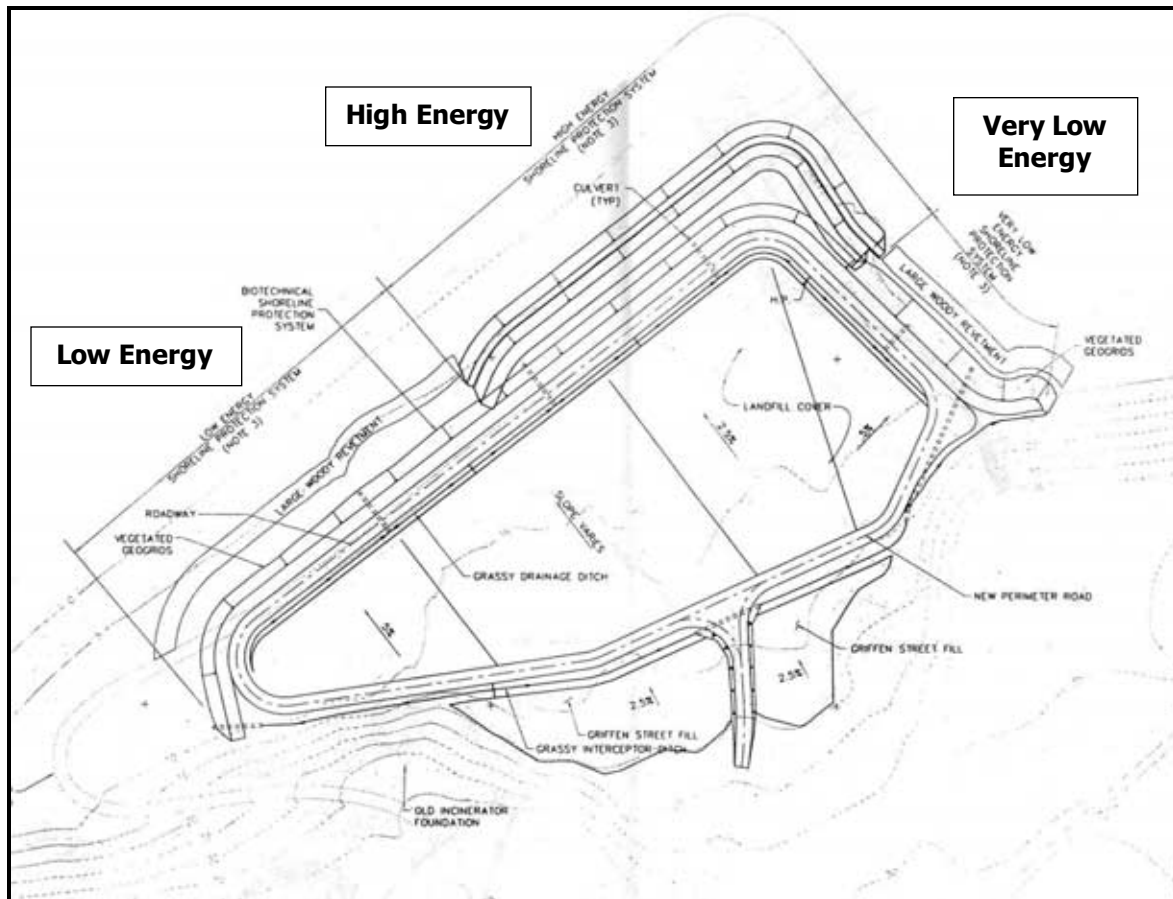 High Energy
Very Low
Energy
Low Energy
HIGH ENERGY
SHORELINE PROTECTION SYSTEM
(NOTE 3)
CULVERT
(TYP)
VERY LOW
ENERGY
SHORELINE
PROTECTION
SYSTEM
(NOTE 3)
LARGE WOODY REVETMENT
BIOTECHNICAL
SHORELINE
PROTECTION
SYSTEM
H.P.
VEGETATED
GEOGRIDS
LOW ENERGY
SHORELINE PROTECTION SYSTEM
(NOTE 3)
LARGE WOODY REVETMENT
LANDFILL COVER
2.5%
5%
ROADWAY
SLOPE VARIES
VEGETATED
GEOGRIDS
GRASSY DRAINAGE DITCH
NEW PERIMETER ROAD
5%
GRIFFEN STREET FILL
2.5%
2.5%
GRIFFEN STREET FILL
GRASSY INTERCEPTOR DITCH
OLD INCINERATOR
FOUNDATION